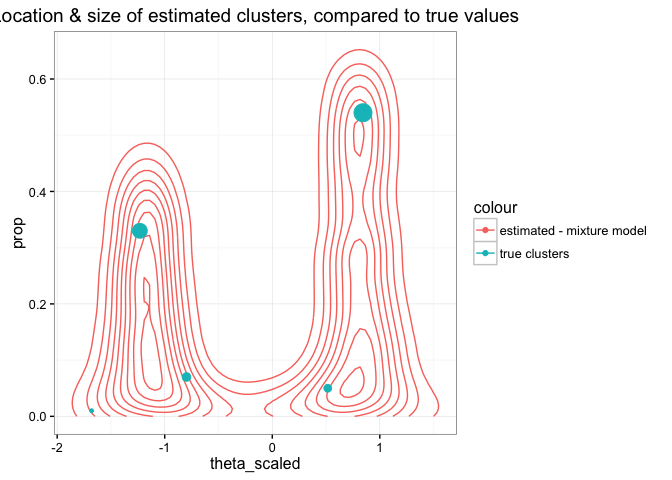 ocation & size of estimated clusters, compared to true values
0.6
0.4
0.2
0.0
prop
-2
-1
0
1
theta_scaled
colour
estimated - mixture model
true clusters